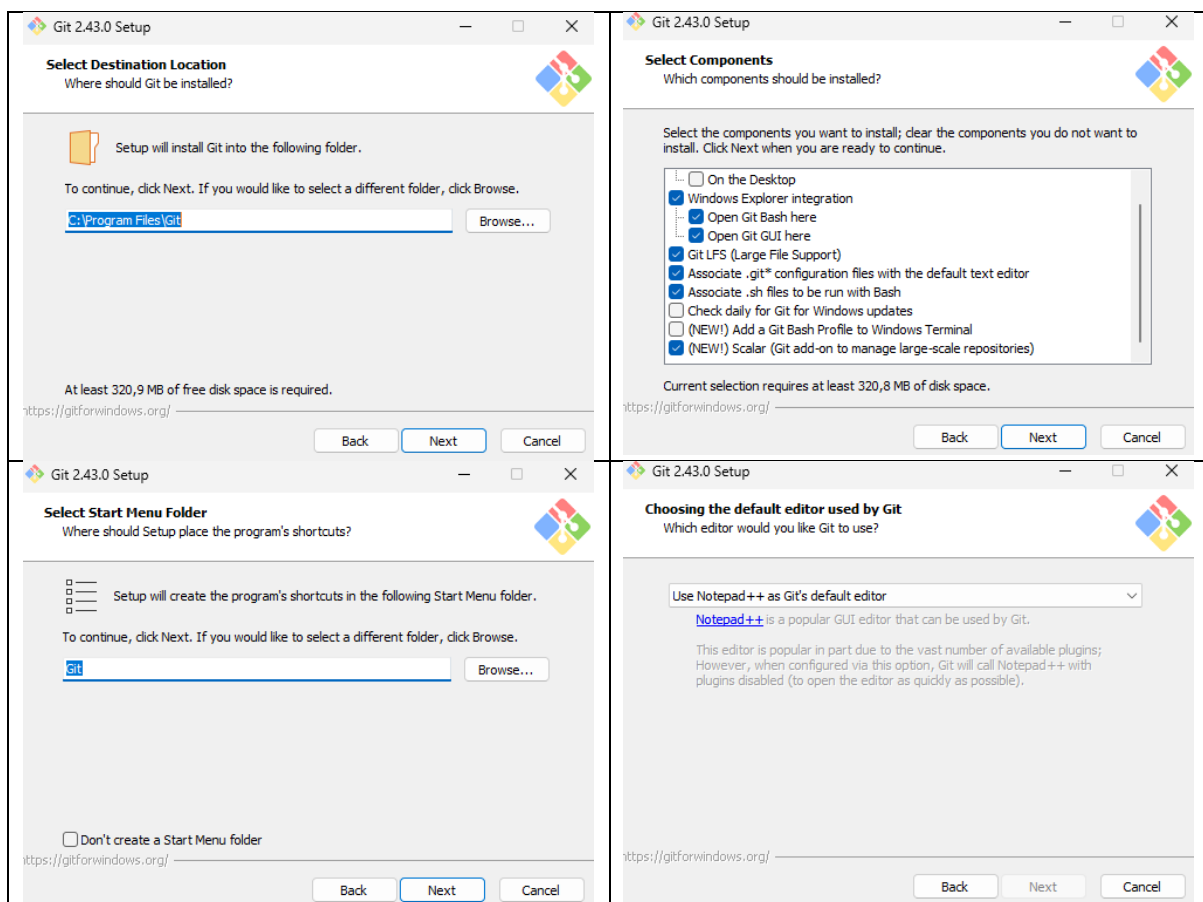 Git 2.43.0 Setup
Select Destination Location
Where should Git be installed?
Setup will install Git into the following folder.
To continue, click Next. If you would like to select a different folder, click Browse.
C:\Program Files\Git
Browse...
At least 320,9 MB of free disk space is required.
https://gitforwindows.org/
Back Next Cancel
Git 2.43.0 Setup
Select Components
Which components should be installed?
Select the components you want to install; clear the components you do not want to
install. Click Next when you are ready to continue.
On the Desktop
Windows Explorer integration
Open Git Bash here
Open Git GUI here
Git LFS (Large File Support)
Associate .git* configuration files with the default text editor
Associate .sh files to be run with Bash
Check daily for Git for Windows updates
(NEW!) Add a Git Bash Profile to Windows Terminal
(NEW!) Scalar (Git add-on to manage large-scale repositories)
Current selection requires at least 320,8 MB of disk space.
https://gitforwindows.org/
Back Next Cancel
Git 2.43.0 Setup
Select Start Menu Folder
Where should Setup place the program's shortcuts?
Setup will create the program's shortcuts in the following Start Menu folder.
To continue, click Next. If you would like to select a different folder, click Browse.
Git
Browse...
Don't create a Start Menu folder
https://gitforwindows.org/
Back Next Cancel
Git 2.43.0 Setup
Choosing the default editor used by Git
Which editor would you like Git to use?
Use Notepad++ as Git's default editor
Notepad++ is a popular GUI editor that can be used by Git.
This editor is popular in part due to the vast number of available plugins;
However, when configured via this option, Git will call Notepad++ with
plugins disabled (to open the editor as quickly as possible).
https://gitforwindows.org/
Back Next Cancel